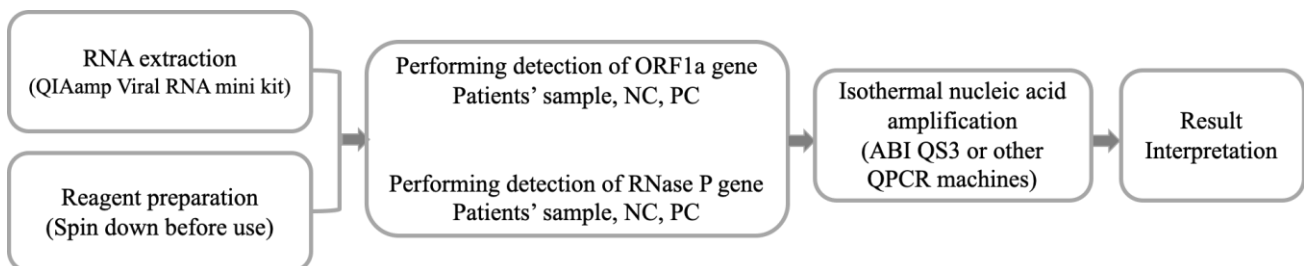 RNA extraction
(QIAamp Viral RNA mini kit)
Reagent preparation
(Spin down before use)
Performing detection of ORF1a gene
Patients’ sample, NC, PC
Performing detection of RNase P gene
Patients’ sample, NC, PC
Isothermal nucleic acid
amplification
(ABI QS3 or other
QPCR machines)
Result
Interpretation